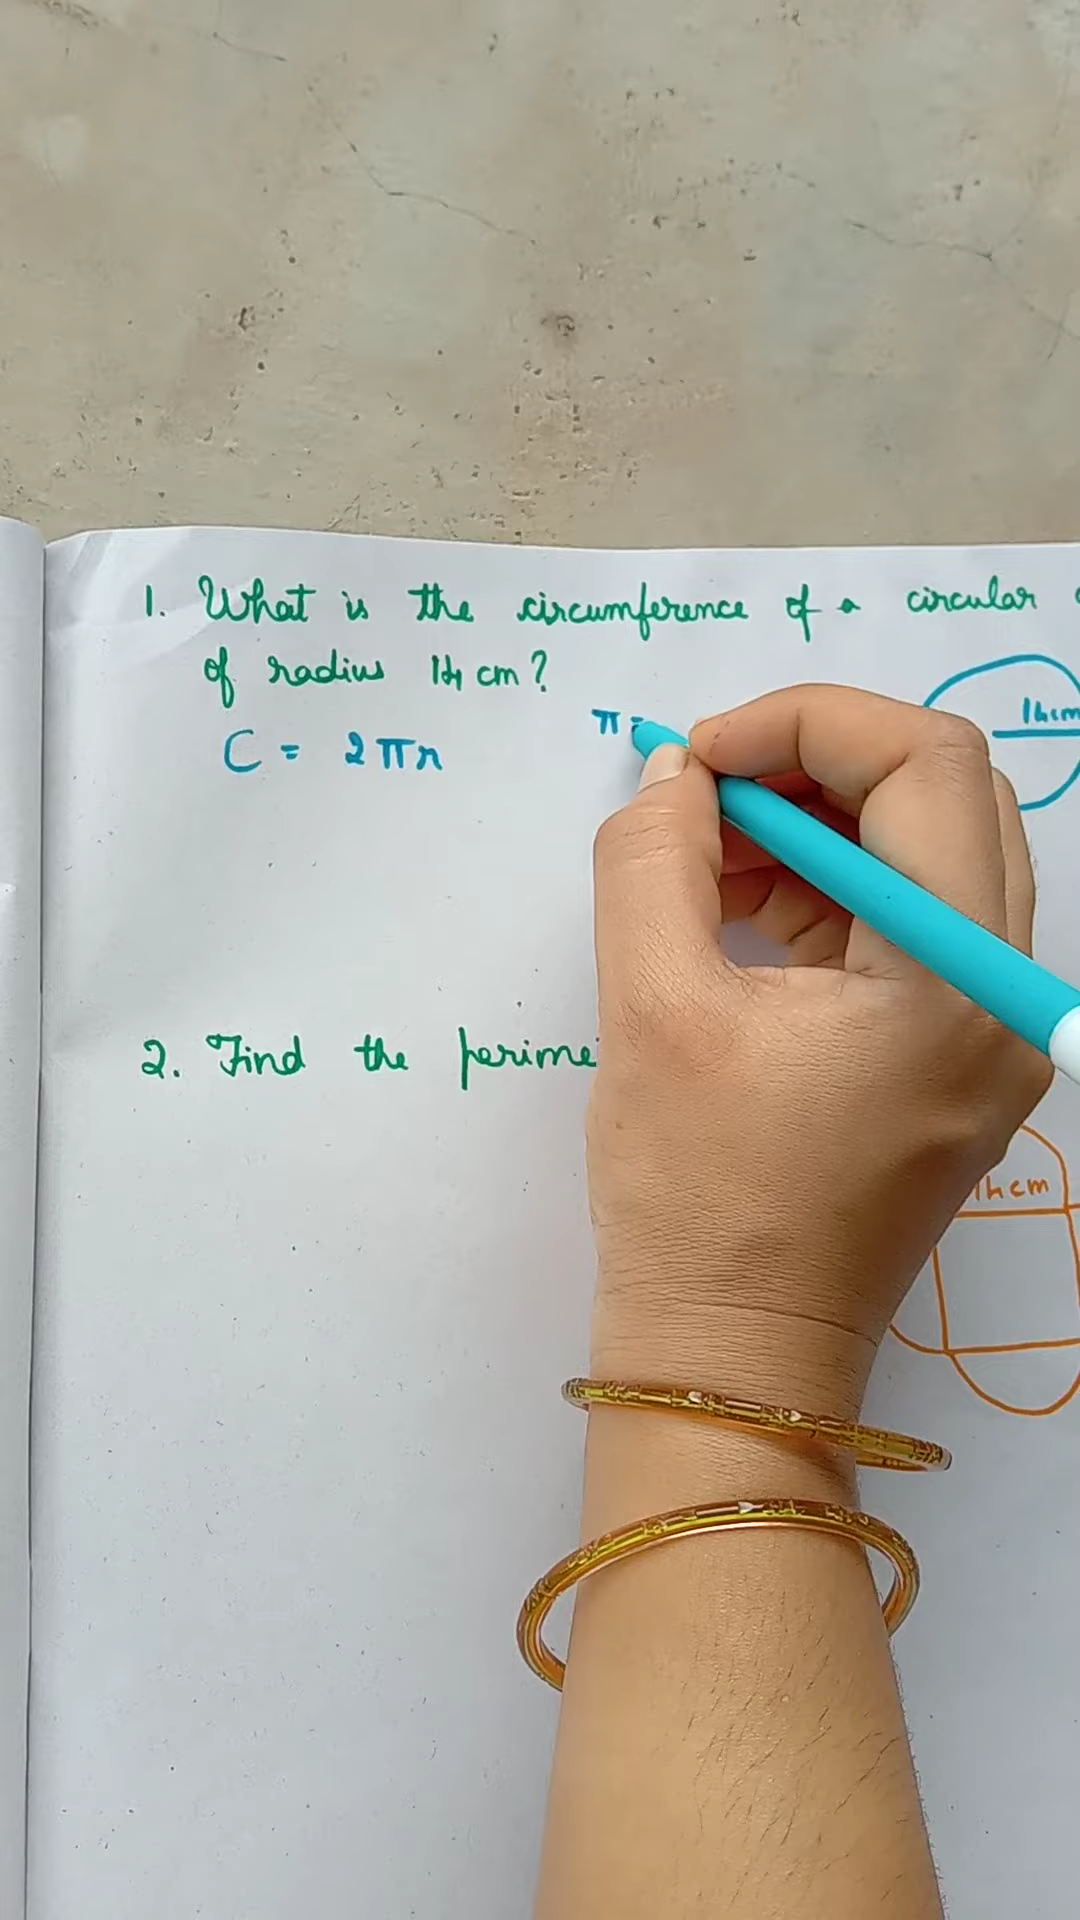 1. What is the circumference of a circular
of radius 14 cm?
14cm
C = 2πr
π =
2. Find the perime
14cm